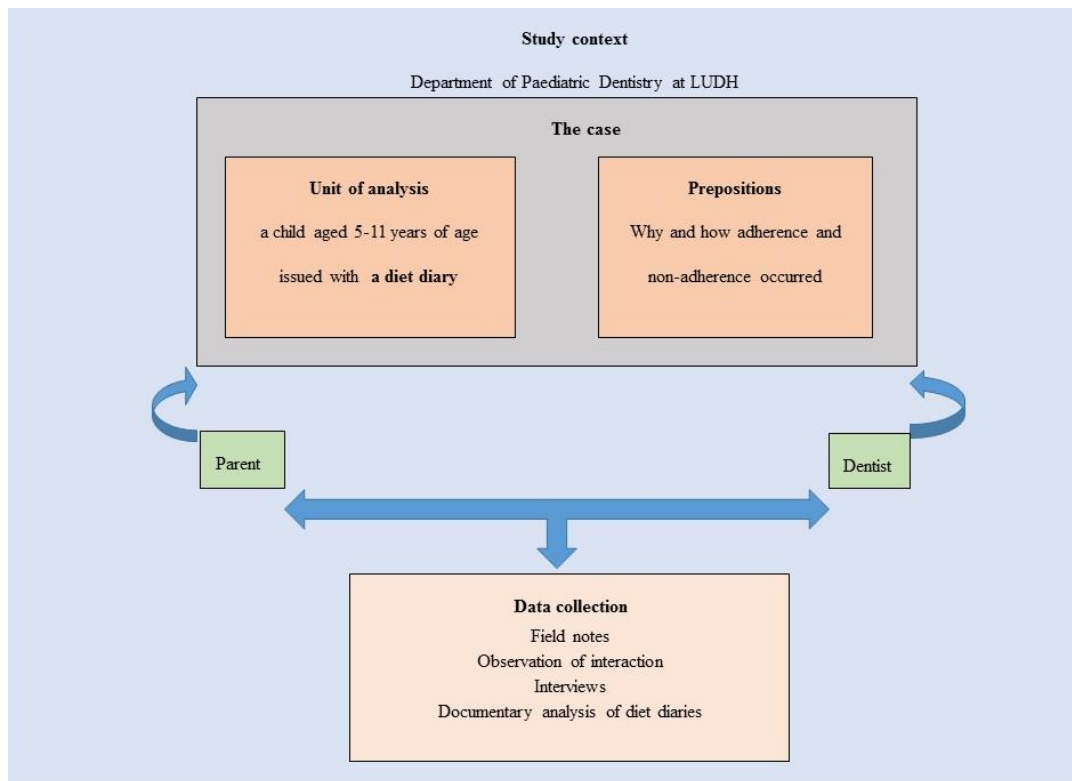 Study context
Department of Paediatric Dentistry at LUDH
The case
Unit of analysis
a child aged 5-11 years of age
issued with a diet diary
Prepositions
Why and how adherence and
non-adherence occurred
Parent
Dentist
Data collection
Field notes
Observation of interaction
Interviews
Documentary analysis of diet diaries